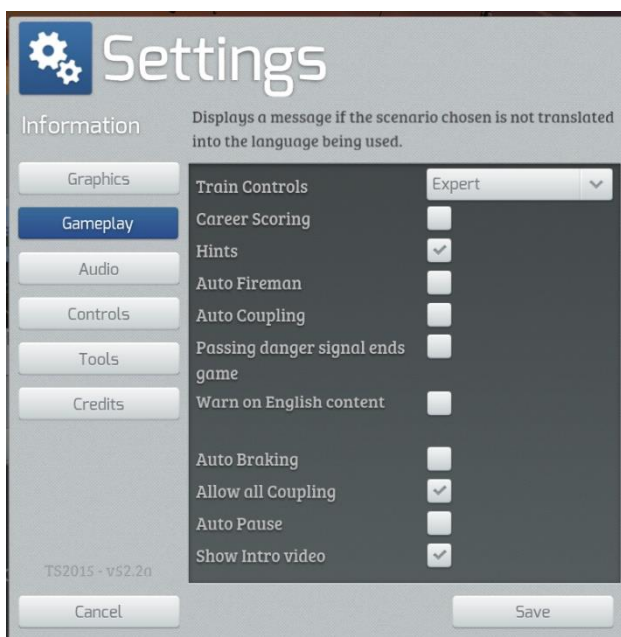 Settings
Information
Displays a message if the scenario chosen is not translated
into the language being used.
Graphics
Gameplay
Audio
Controls
Tools
Credits
Train Controls
Expert
Career Scoring
Hints
Auto Fireman
Auto Coupling
Passing danger signal ends
game
Warn on English content
Auto Braking
Allow all Coupling
Auto Pause
Show Intro video
TS2015 - v52.2a
Cancel
Save